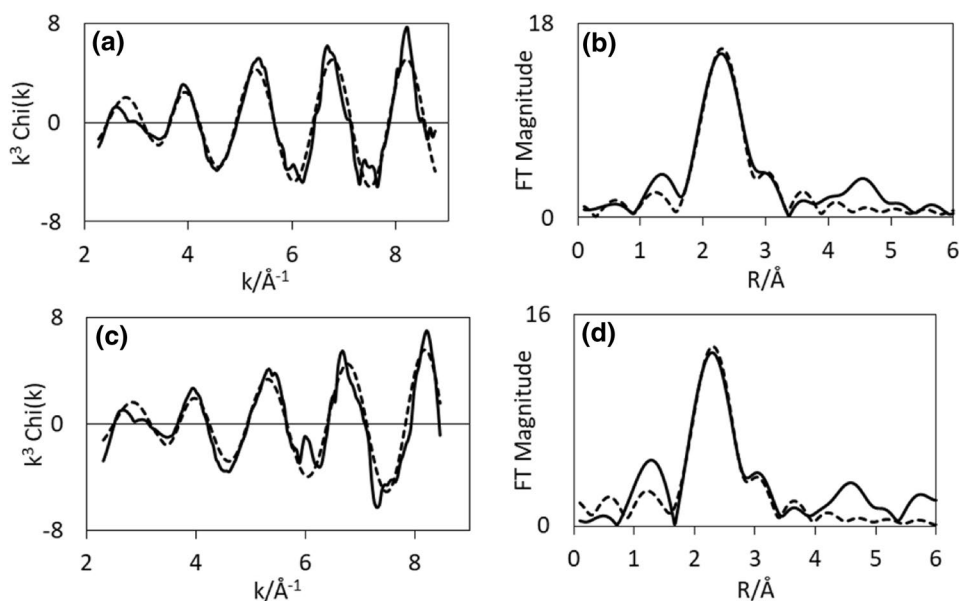 (a)
k³ Chi(k)
8
0
-8
2
4
6
8
k/Å⁻¹
(b)
FT Magnitude
18
0
0 1 2 3 4 5 6
R/Å
(c)
k³ Chi(k)
8
0
-8
2
4
6
8
k/Å⁻¹
(d)
FT Magnitude
16
0
0 1 2 3 4 5 6
R/Å